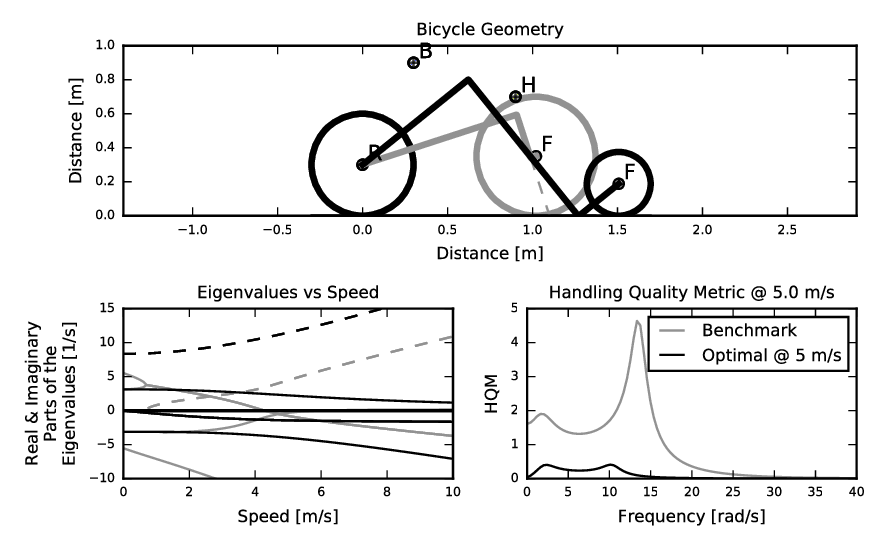 Bicycle Geometry
Distance [m]
1.0
0.8
0.6
0.4
0.2
0.0
B
H
R
F
F
−1.0 −0.5 0.0 0.5 1.0 1.5 2.0 2.5
Distance [m]
Eigenvalues vs Speed
Real & Imaginary
Parts of the
Eigenvalues [1/s]
15
10
5
0
−5
−10
0 2 4 6 8 10
Speed [m/s]
Handling Quality Metric @ 5.0 m/s
HQM
5
4
3
2
1
0
Benchmark
Optimal @ 5 m/s
0 5 10 15 20 25 30 35 40
Frequency [rad/s]